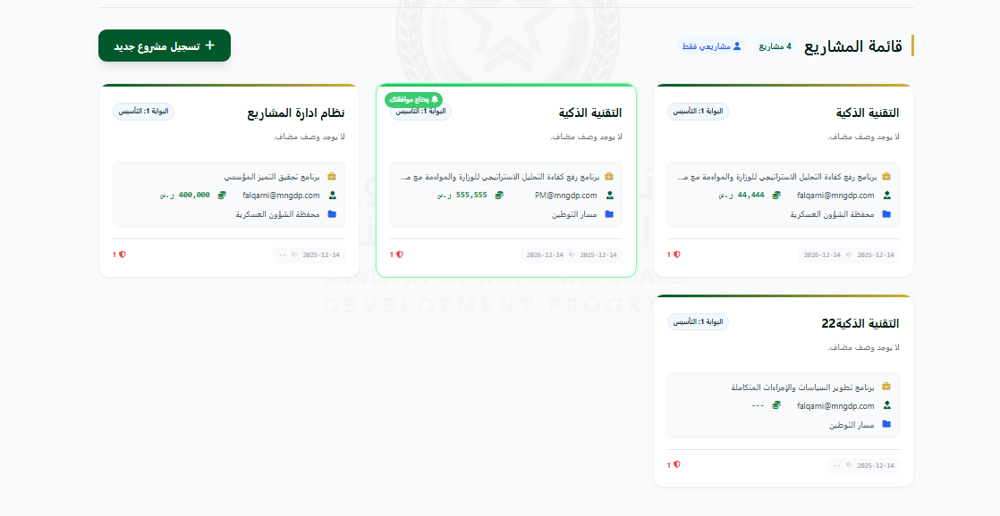 قائمة المشاريع
4 مشاريع
مشاريعي فقط
+ تسجيل مشروع جديد
التقنية الذكية
البوابة 1: التأسيس
لا يوجد وصف مضاف.
برنامج رفع كفاءة التحليل الاستراتيجي للوزارة والمواءمة مع مـ...
falqarni@mngdp.com
44,444 ر.س
محفظة الشؤون العسكرية
2025-12-14 ← 2026-12-14
1
يحتاج موافقتك
التقنية الذكية
البوابة 1: التأسيس
لا يوجد وصف مضاف.
برنامج رفع كفاءة التحليل الاستراتيجي للوزارة والمواءمة مع مـ...
PM@mngdp.com
555,555 ر.س
مسار التوطين
2025-12-14 ← 2026-12-14
1
نظام ادارة المشاريع
البوابة 1: التأسيس
لا يوجد وصف مضاف.
برنامج تحقيق التميز المؤسسي
falqarni@mngdp.com
400,000 ر.س
محفظة الشؤون العسكرية
2025-12-14 ← --
1
التقنية الذكية22
البوابة 1: التأسيس
لا يوجد وصف مضاف.
برنامج تطوير السياسات والإجراءات المتكاملة
falqarni@mngdp.com
---
مسار التوطين
2025-12-14 ← --
1
DEVELOPMENT PROGRA